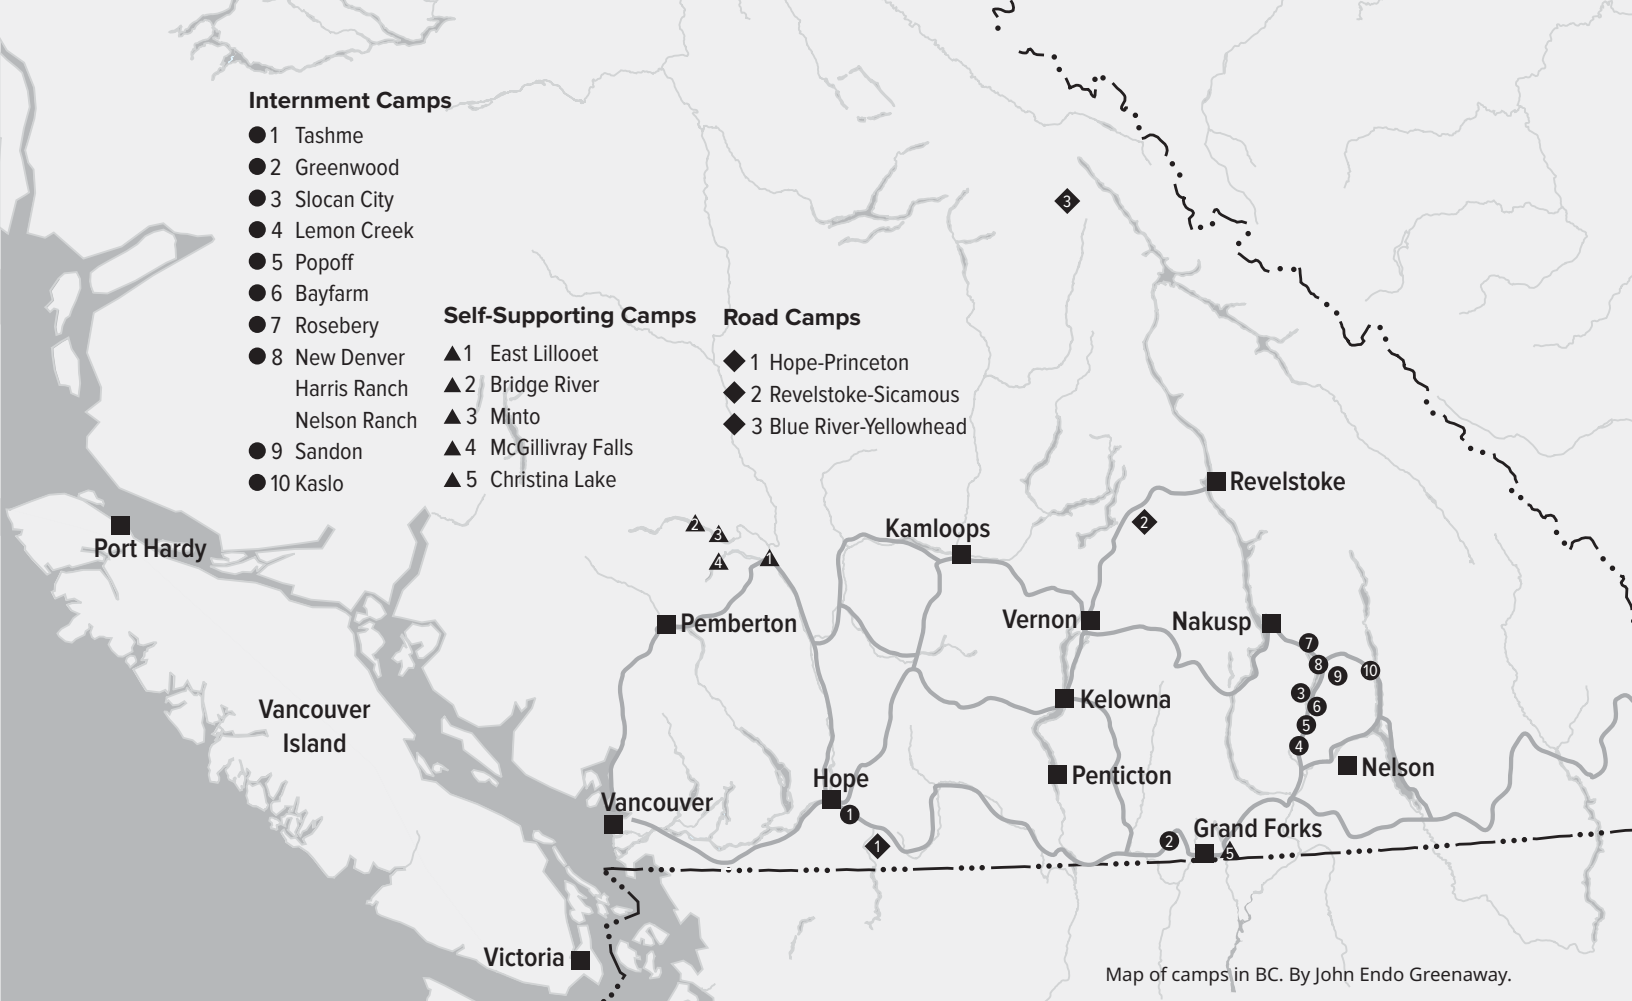 Internment Camps
1 Tashme
2 Greenwood
3 Slocan City
4 Lemon Creek
5 Popoff
6 Bayfarm
7 Rosebery
8 New Denver
Harris Ranch
Nelson Ranch
9 Sandon
10 Kaslo
Self-Supporting Camps
1 East Lillooet
2 Bridge River
3 Minto
4 McGillivray Falls
5 Christina Lake
Road Camps
1 Hope-Princeton
2 Revelstoke-Sicamous
3 Blue River-Yellowhead
3
Revelstoke
2
Kamloops
Port Hardy
2
3
4
1
Pemberton
Vernon
Nakusp
7
8
9
10
3
6
5
4
Kelowna
Vancouver
Island
Penticton
Nelson
Hope
1
Vancouver
1
2
Grand Forks
5
Victoria
Map of camps in BC. By John Endo Greenaway.